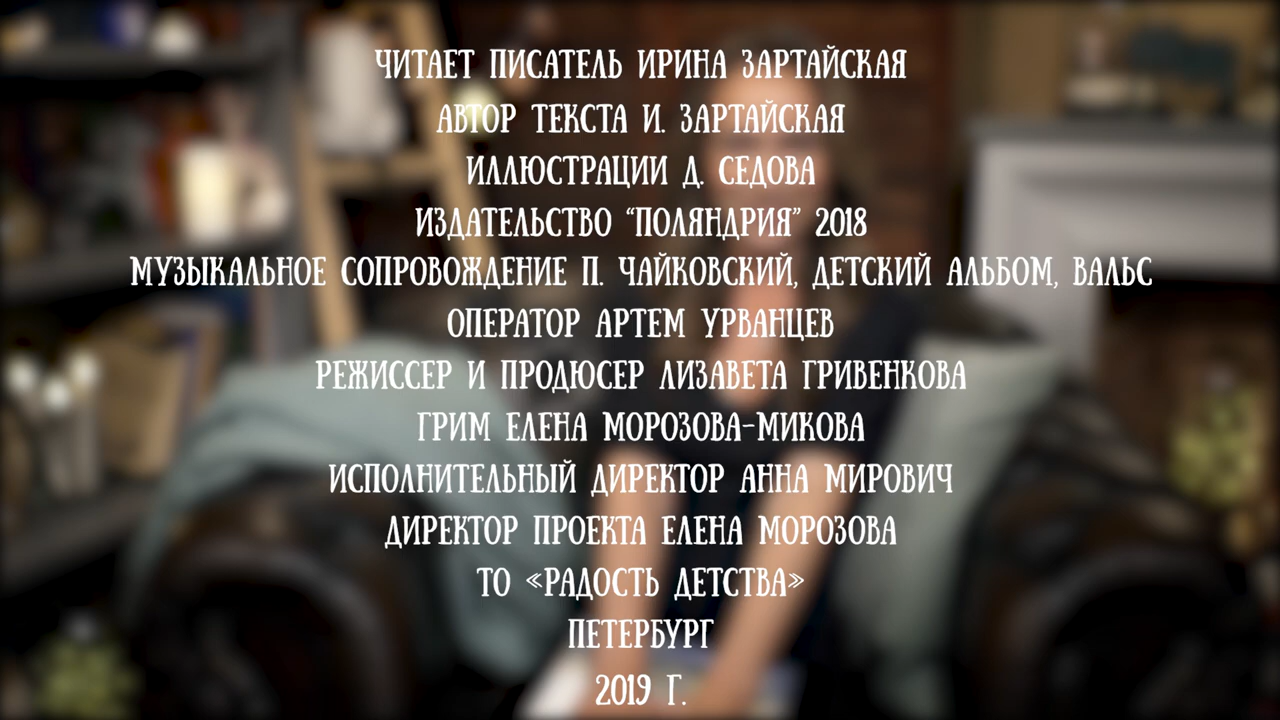 ЧИТАЕТ ПИСАТЕЛЬ ИРИНА ЗАРТАЙСКАЯ
АВТОР ТЕКСТА И. ЗАРТАЙСКАЯ
ИЛЛЮСТРАЦИИ Д. СЕДОВА
ИЗДАТЕЛЬСТВО “ПОЛЯНДРИЯ” 2018
МУЗЫКАЛЬНОЕ СОПРОВОЖДЕНИЕ П. ЧАЙКОВСКИЙ, ДЕТСКИЙ АЛЬБОМ, ВАЛЬС
ОПЕРАТОР АРТЕМ УРВАНЦЕВ
РЕЖИССЕР И ПРОДЮСЕР ЛИЗАВЕТА ГРИВЕНКОВА
ГРИМ ЕЛЕНА МОРОЗОВА-МИКОВА
ИСПОЛНИТЕЛЬНЫЙ ДИРЕКТОР АННА МИРОВИЧ
ДИРЕКТОР ПРОЕКТА ЕЛЕНА МОРОЗОВА
ТО «РАДОСТЬ ДЕТСТВА»
ПЕТЕРБУРГ
2019 Г.